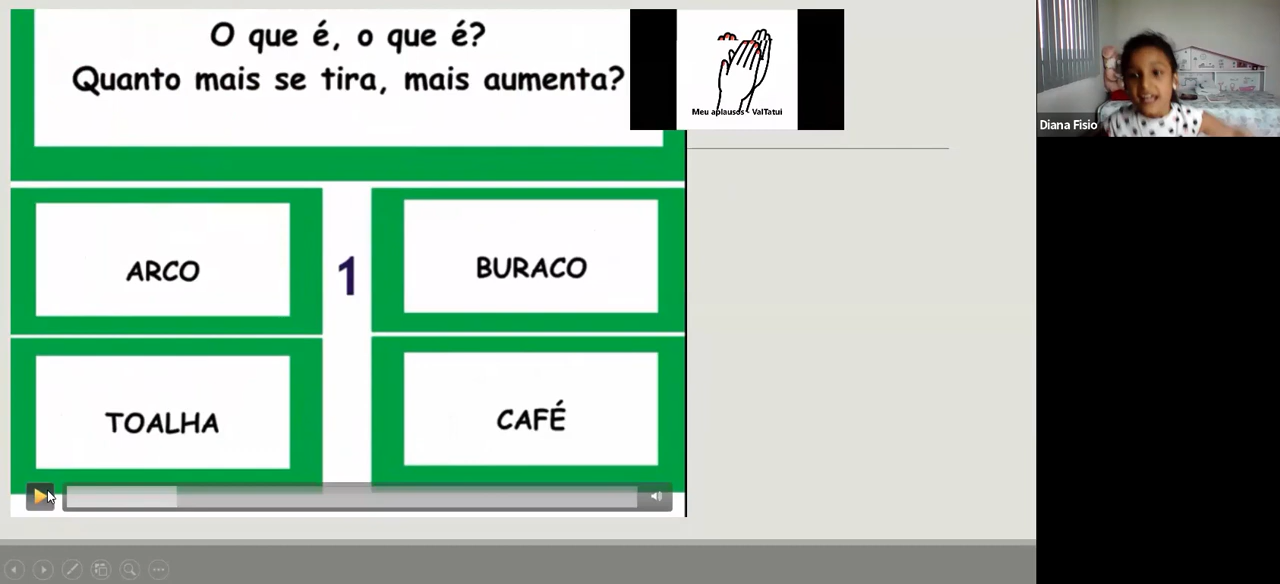 O que é, o que é?
Quanto mais se tira, mais aumenta?
Meu aplausos - ValTatui
Diana Fisio
ARCO
1
BURACO
TOALHA
CAFÉ